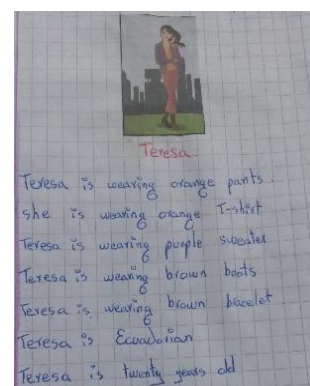 Teresa
Teresa is wearing orange pants.
she is wearing orange T-shirt
Teresa is wearing purple sweater
Teresa is wearing brown boots
Teresa is wearing brown bracelet
Teresa is Ecuadorian
Teresa is twenty years old